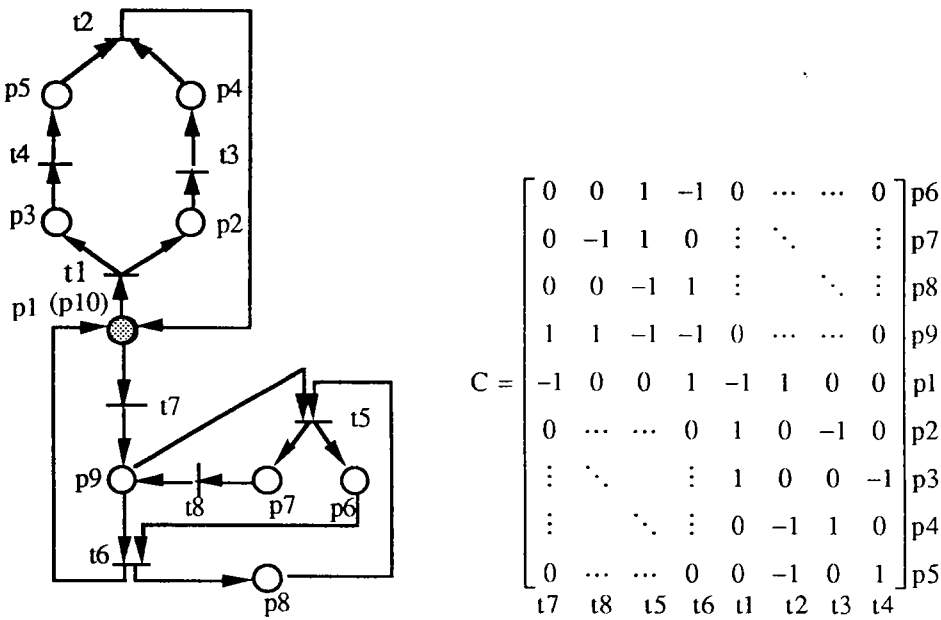 t2
p5
p4
t4
t3
p3
p2
t1
p1 (p10)
t7
t5
p9
t8
p7
p6
t6
p8
C =
0 0 1 −1 0 ⋯ ⋯ 0 p6
0 −1 1 0 ⋮ ⋱ ⋮ p7
0 0 −1 1 ⋮ ⋱ ⋮ p8
1 1 −1 −1 0 ⋯ ⋯ 0 p9
−1 0 0 1 −1 1 0 0 p1
0 ⋯ ⋯ 0 1 0 −1 0 p2
⋮ ⋱ ⋮ 1 0 0 −1 p3
⋮ ⋱ ⋮ 0 −1 1 0 p4
0 ⋯ ⋯ 0 0 −1 0 1 p5
t7 t8 t5 t6 t1 t2 t3 t4